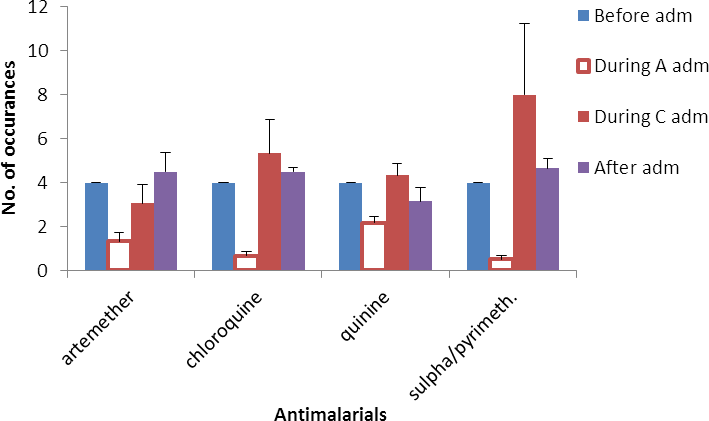 12
10
8
6
4
2
0
No. of occurances
artemether
chloroquine
quinine
sulpha/pyrimeth.
Antimalarials
Before adm
During A adm
During C adm
After adm